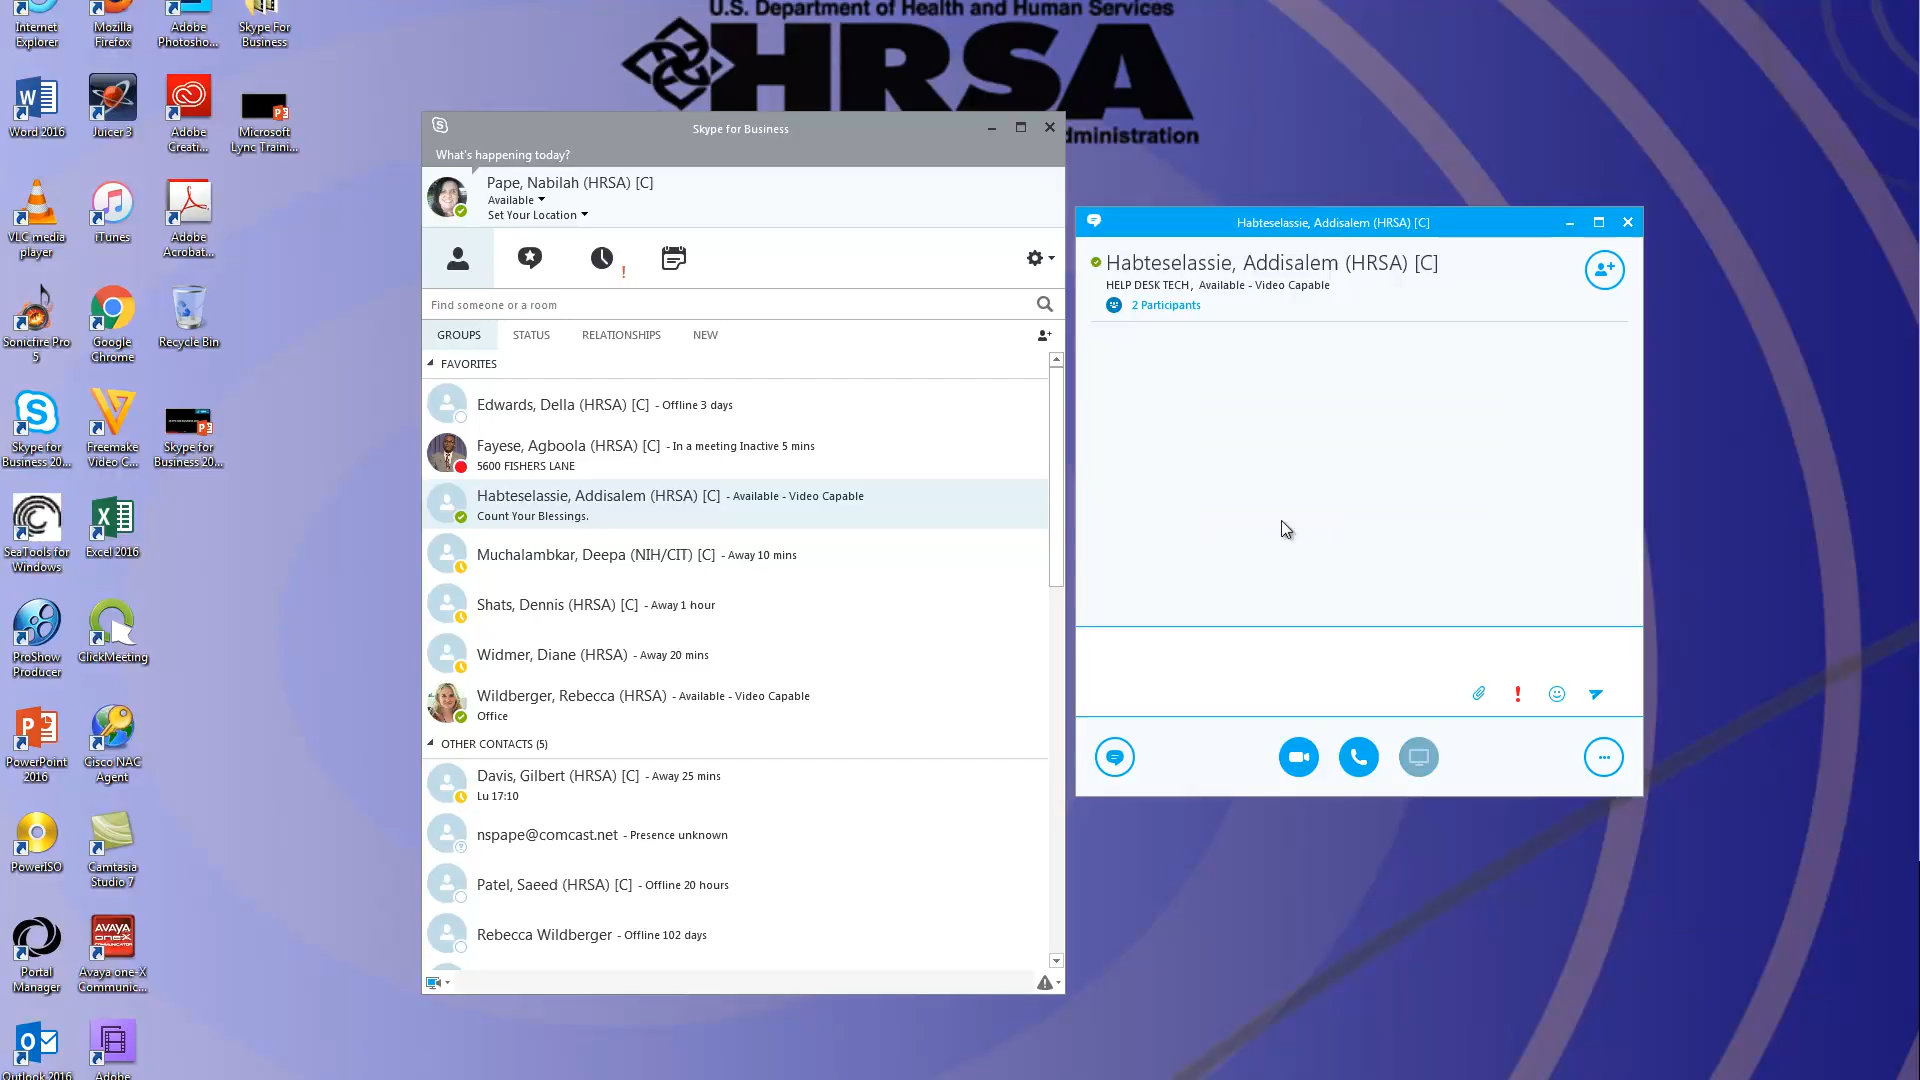 U.S. Department of Health and Human Services
HRSA
dministration
Internet
Explorer
Mozilla
Firefox
Adobe
Photosho...
Skype For
Business
Word 2016
Juicer 3
Adobe
Creati...
Microsoft
Lync Traini...
VLC media
player
iTunes
Adobe
Acrobat...
Sonicfire Pro
5
Google
Chrome
Recycle Bin
Skype for
Business 20...
Freemake
Video C...
Skype for
Business 20...
SeaTools for
Windows
Excel 2016
ProShow
Producer
ClickMeeting
PowerPoint
2016
Cisco NAC
Agent
PowerISO
Camtasia
Studio 7
Portal
Manager
AVAYA
one-X
COMMUNICATOR
Avaya one-X
Communic...
Outlook 2016
Adobe
Skype for Business
What's happening today?
Pape, Nabilah (HRSA) [C]
Available
Set Your Location
Find someone or a room
GROUPS STATUS RELATIONSHIPS NEW
FAVORITES
Edwards, Della (HRSA) [C] - Offline 3 days
Fayese, Agboola (HRSA) [C] - In a meeting Inactive 5 mins
5600 FISHERS LANE
Habteselassie, Addisalem (HRSA) [C] - Available - Video Capable
Count Your Blessings.
Muchalambkar, Deepa (NIH/CIT) [C] - Away 10 mins
Shats, Dennis (HRSA) [C] - Away 1 hour
Widmer, Diane (HRSA) - Away 20 mins
Wildberger, Rebecca (HRSA) - Available - Video Capable
Office
OTHER CONTACTS (5)
Davis, Gilbert (HRSA) [C] - Away 25 mins
Lu 17:10
nspape@comcast.net - Presence unknown
Patel, Saeed (HRSA) [C] - Offline 20 hours
Rebecca Wildberger - Offline 102 days
Habteselassie, Addisalem (HRSA) [C]
Habteselassie, Addisalem (HRSA) [C]
HELP DESK TECH, Available - Video Capable
2 Participants